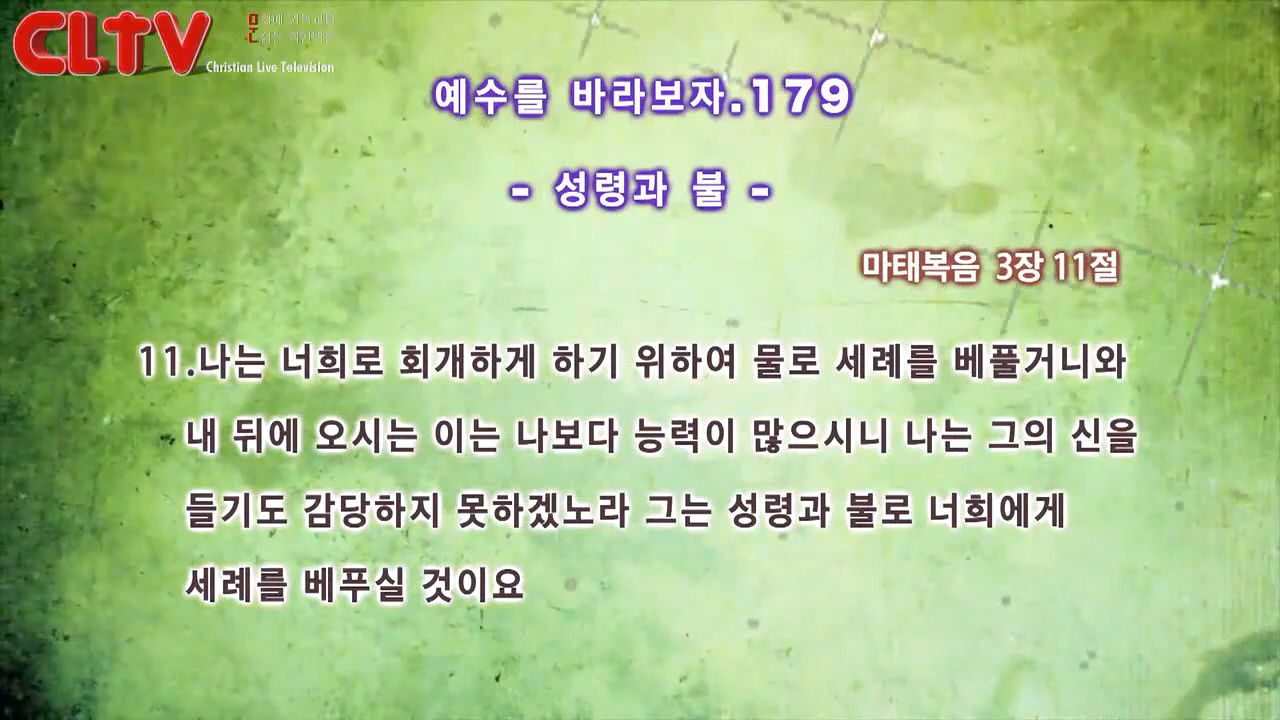 CLTV
Christian Live Television
예수를 바라보자.179
- 성령과 불 -
마태복음 3장 11절
11.나는 너희로 회개하게 하기 위하여 물로 세례를 베풀거니와
내 뒤에 오시는 이는 나보다 능력이 많으시니 나는 그의 신을
들기도 감당하지 못하겠노라 그는 성령과 불로 너희에게
세례를 베푸실 것이요